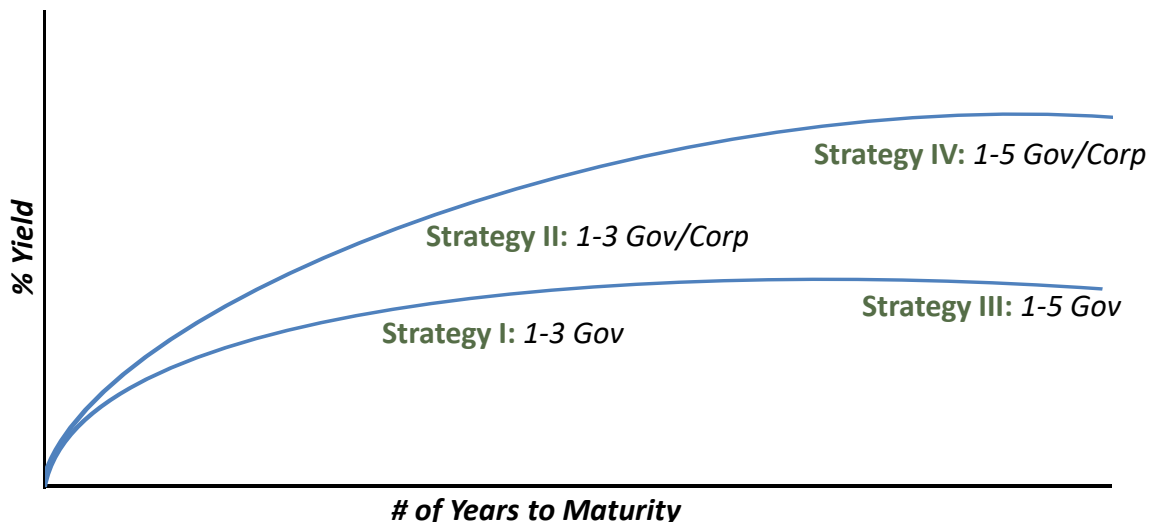 Strategy IV: 1-5 Gov/Corp
% Yield
Strategy II: 1-3 Gov/Corp
Strategy III: 1-5 Gov
Strategy I: 1-3 Gov
# of Years to Maturity